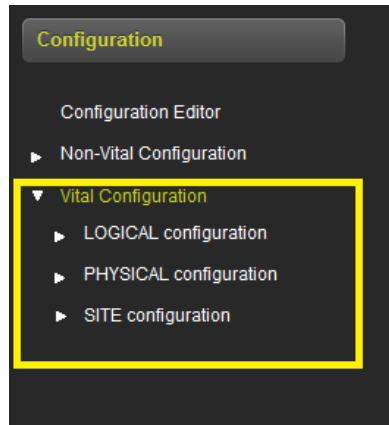 Configuration
Configuration Editor
Non-Vital Configuration
Vital Configuration
LOGICAL configuration
PHYSICAL configuration
SITE configuration